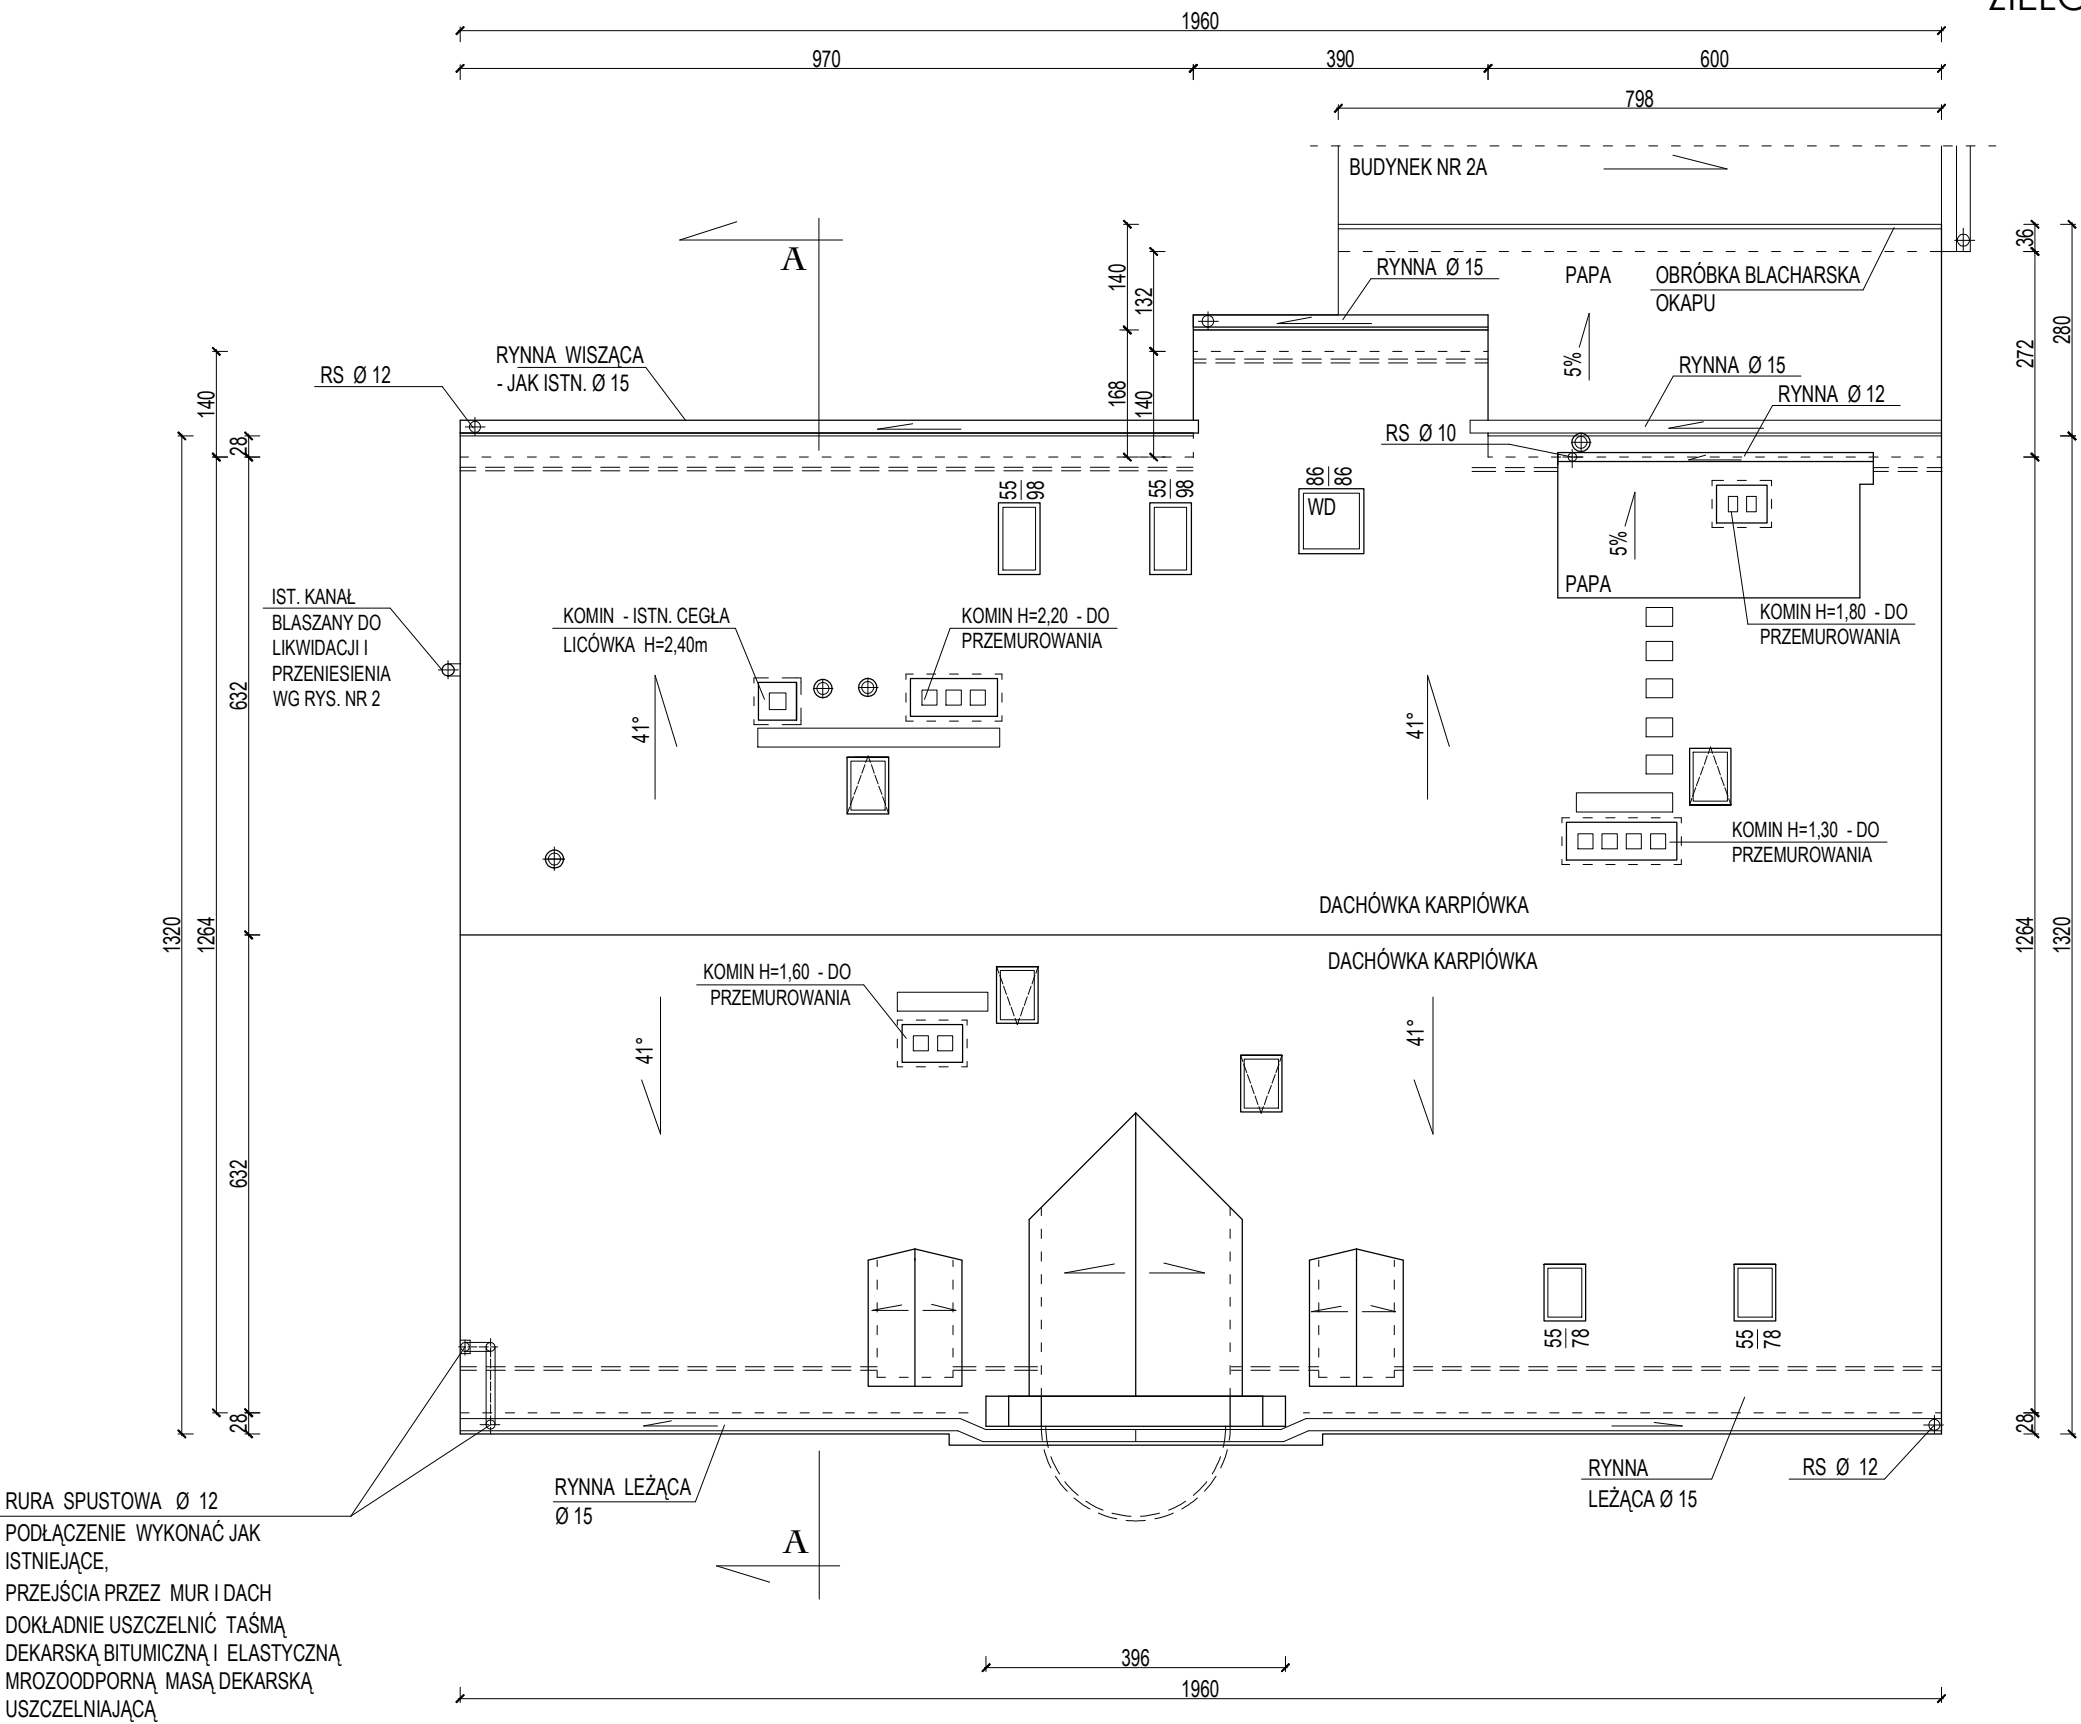 1960
970
390
600
798
BUDYNEK NR 2A
A
140
132
168
140
RYNNA Ø 15
PAPA
OBRÓBKA BLACHARSKA
OKAPU
5%
36
272
280
RYNNA WISZĄCA
- JAK ISTN. Ø 15
RS Ø 12
RYNNA Ø 15
RYNNA Ø 12
RS Ø 10
140
28
55
98
55
98
86
86
WD
5%
PAPA
IST. KANAŁ
BLASZANY DO
LIKWIDACJI I
PRZENIESIENIA
WG RYS. NR 2
KOMIN - ISTN. CEGŁA
LICÓWKA H=2,40m
KOMIN H=2,20 - DO
PRZEMUROWANIA
KOMIN H=1,80 - DO
PRZEMUROWANIA
632
41°
41°
KOMIN H=1,30 - DO
PRZEMUROWANIA
DACHÓWKA KARPIÓWKA
1320
1264
1264
1320
DACHÓWKA KARPIÓWKA
KOMIN H=1,60 - DO
PRZEMUROWANIA
41°
41°
632
55
78
55
78
28
28
RYNNA LEŻĄCA
Ø 15
RYNNA
LEŻĄCA Ø 15
RS Ø 12
RURA SPUSTOWA Ø 12
PODŁĄCZENIE WYKONAĆ JAK
ISTNIEJĄCE,
PRZEJŚCIA PRZEZ MUR I DACH
DOKŁADNIE USZCZELNIĆ TAŚMĄ
DEKARSKĄ BITUMICZNĄ I ELASTYCZNĄ
MROZOODPORNĄ MASĄ DEKARSKĄ
USZCZELNIAJĄCĄ
A
396
1960